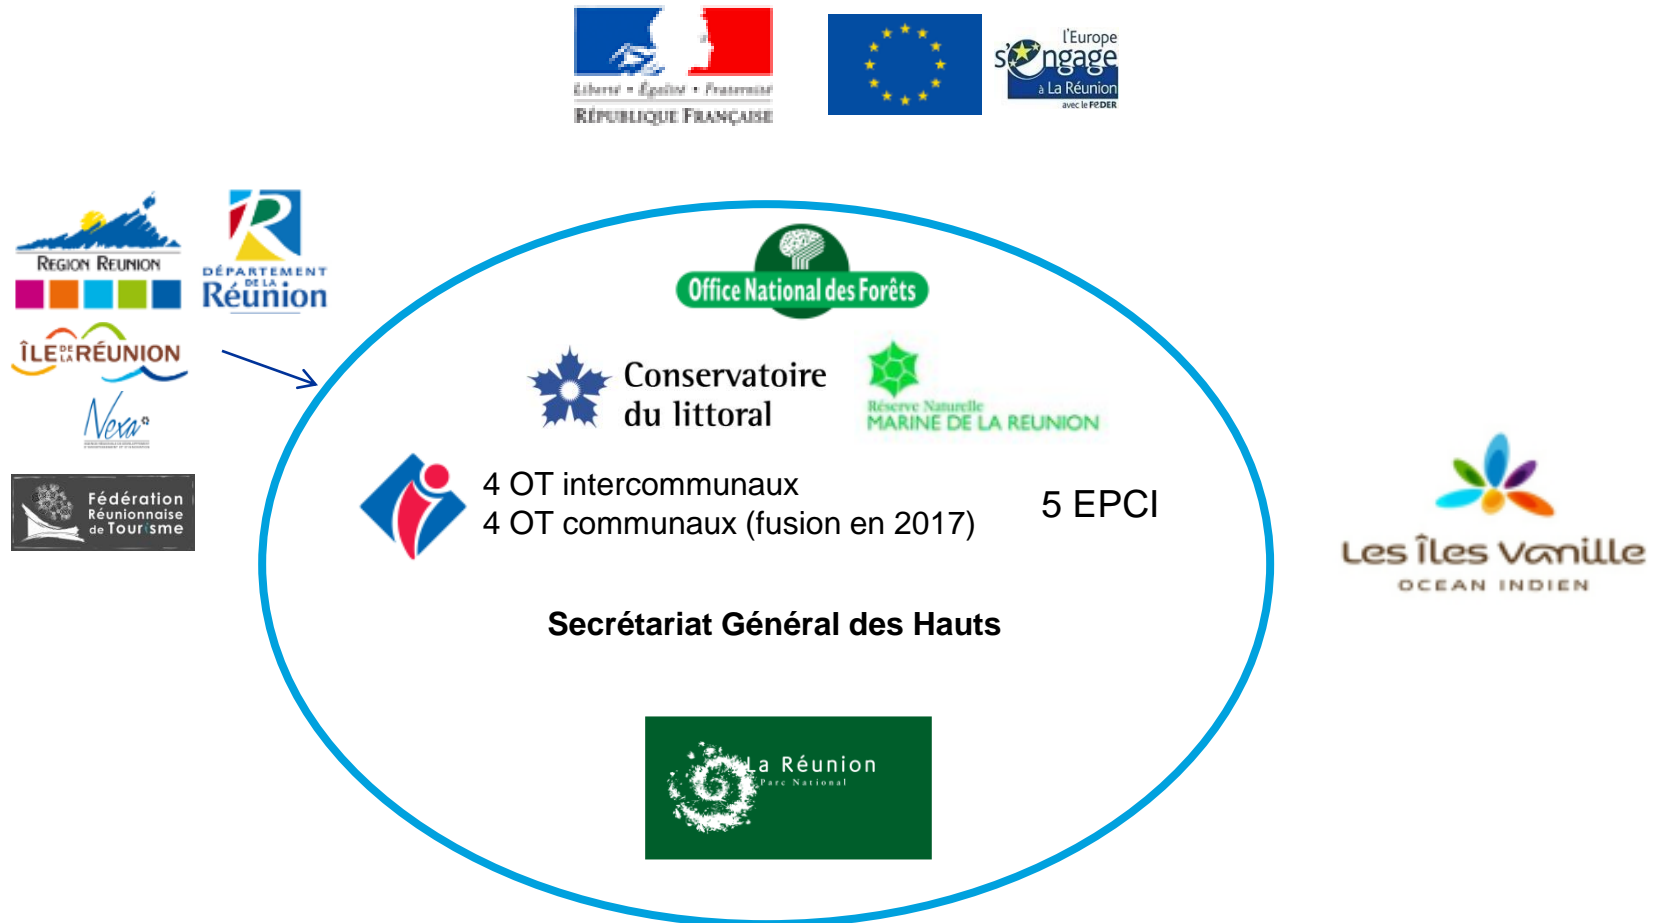 Liberté • Égalité • Fraternité
RÉPUBLIQUE FRANÇAISE
l'Europe
s'engage
à La Réunion
avec le FEDER
REGION REUNION
DÉPARTEMENT
DE LA
Réunion
ÎLE DE LA RÉUNION
Nexa
Fédération
Réunionnaise
de Tourisme
Office National des Forêts
Conservatoire
du littoral
Réserve Naturelle
MARINE DE LA REUNION
4 OT intercommunaux
4 OT communaux (fusion en 2017)
5 EPCI
Les îles vanille
OCEAN INDIEN
Secrétariat Général des Hauts
La Réunion
Parc National